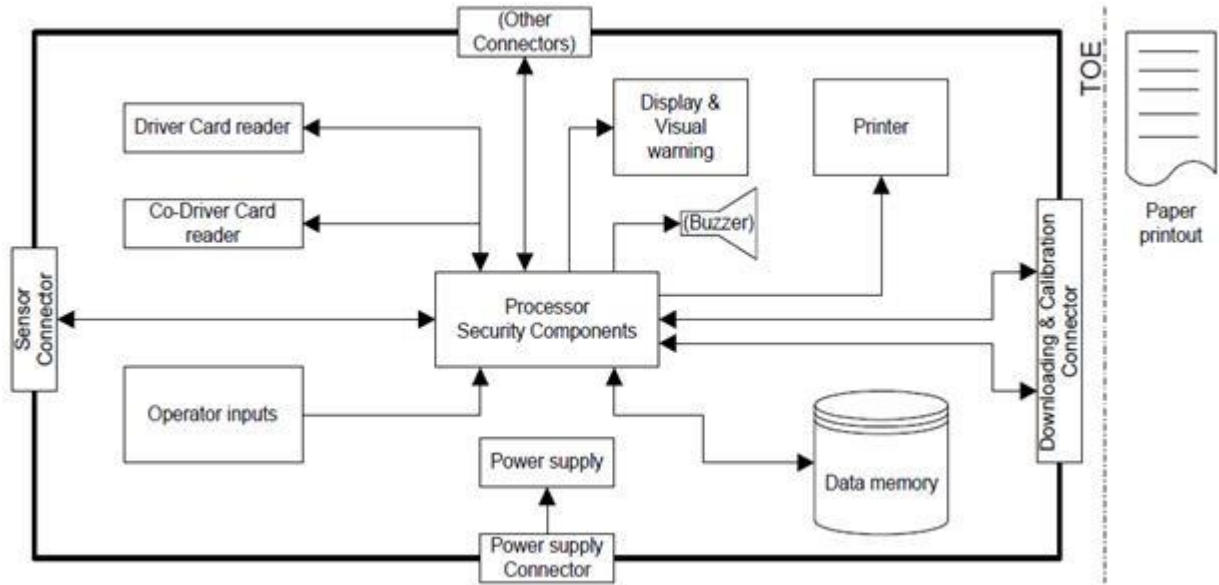 (Other
Connectors)
TOE
Driver Card reader
Display &
Visual
warning
Printer
Co-Driver Card
reader
(Buzzer)
Paper
printout
Sensor
Connector
Processor
Security Components
Downloading & Calibration
Connector
Operator inputs
Power supply
Data memory
Power supply
Connector